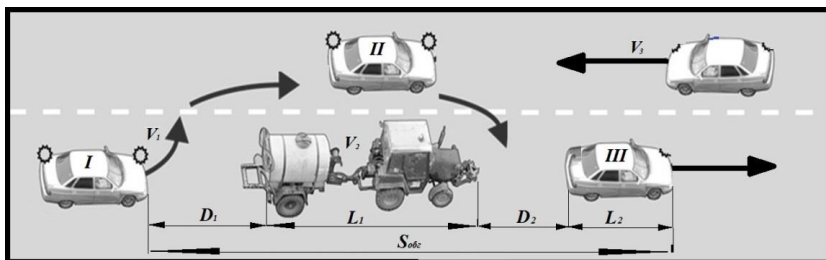 II
V₃
V₁
V₂
I
III
D₁
L₁
D₂
L₂
Sобг